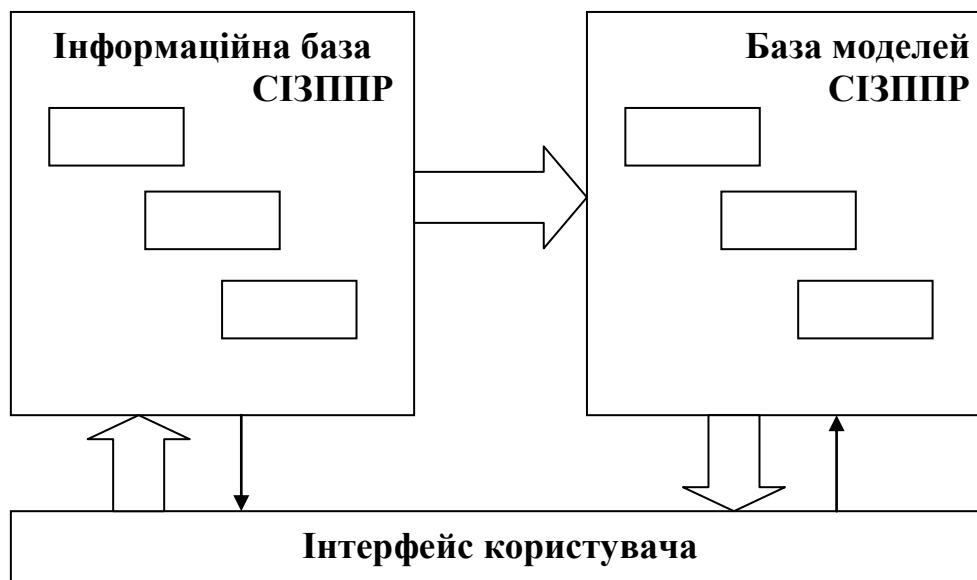 Інформаційна база
СІЗППР
База моделей
СІЗППР
Інтерфейс користувача